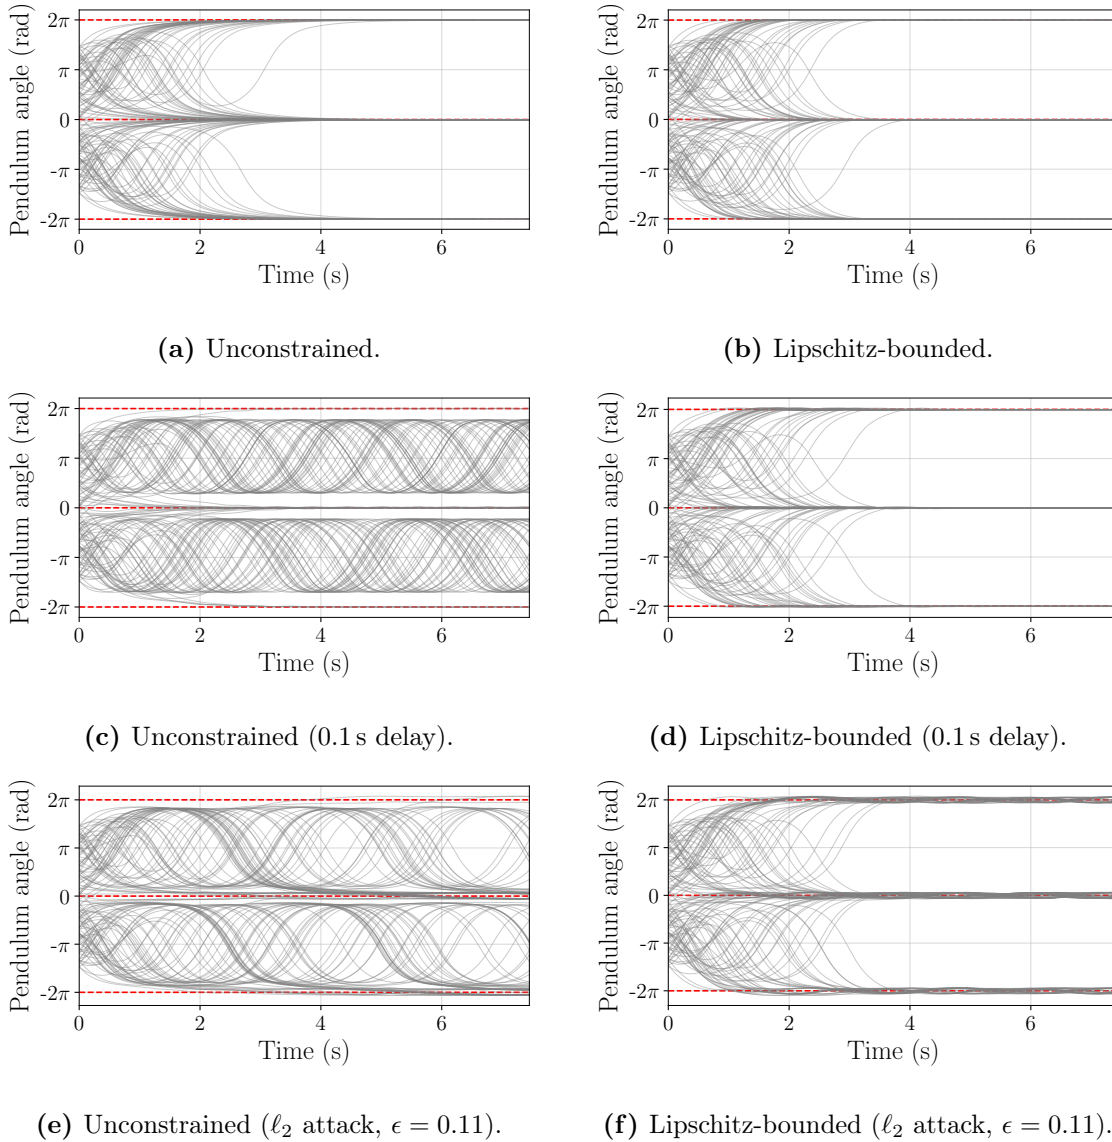 Pendulum angle (rad)
2π
π
0
-π
-2π
0 2 4 6
Time (s)
(a) Unconstrained.
Pendulum angle (rad)
2π
π
0
-π
-2π
0 2 4 6
Time (s)
(b) Lipschitz-bounded.
Pendulum angle (rad)
2π
π
0
-π
-2π
0 2 4 6
Time (s)
(c) Unconstrained (0.1 s delay).
Pendulum angle (rad)
2π
π
0
-π
-2π
0 2 4 6
Time (s)
(d) Lipschitz-bounded (0.1 s delay).
Pendulum angle (rad)
2π
π
0
-π
-2π
0 2 4 6
Time (s)
(e) Unconstrained (ℓ₂ attack, ϵ = 0.11).
Pendulum angle (rad)
2π
π
0
-π
-2π
0 2 4 6
Time (s)
(f) Lipschitz-bounded (ℓ₂ attack, ϵ = 0.11).